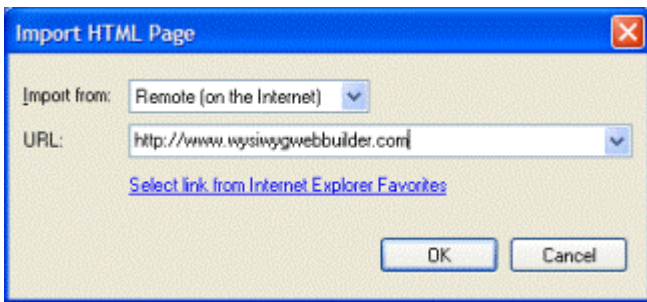 Import HTML Page
Import from: Remote (on the Internet)
URL: http://www.wysiwygwebbuilder.com
Select link from Internet Explorer Favorites
OK Cancel